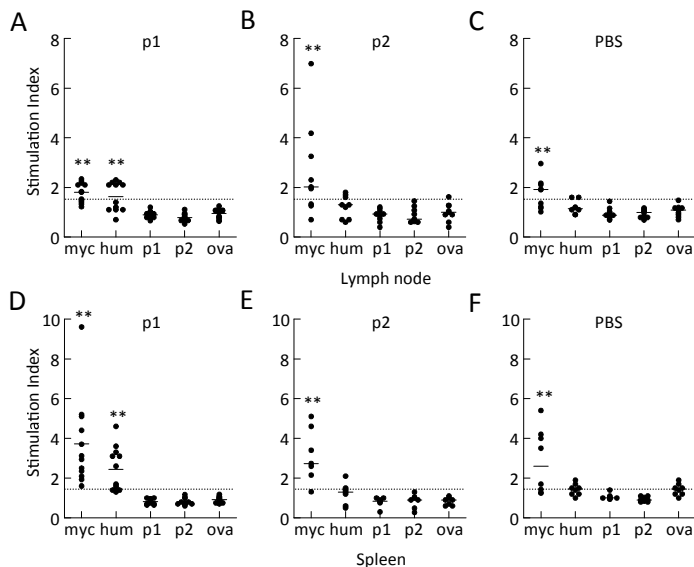 A p1 B p2 C PBS
Stimulation Index
8 8 8
** 
6 6 6
4 4 4
** ** **
2 2 2
0 0 0
myc hum p1 p2 ova myc hum p1 p2 ova myc hum p1 p2 ova
Lymph node
D p1 E p2 F PBS
Stimulation Index
10 10 10
**
8 8 8
6 6 6
** ** **
4 4 4
2 2 2
0 0 0
myc hum p1 p2 ova myc hum p1 p2 ova myc hum p1 p2 ova
Spleen